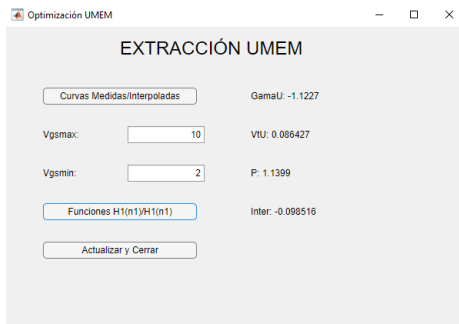 Optimización UMEM
EXTRACCIÓN UMEM
Curvas Medidas/Interpoladas
GamaU: -1.1227
Vgsmax:
10
VtU: 0.086427
Vgsmin:
2
P: 1.1399
Funciones H1(n1)/H1(n1)
Inter: -0.098516
Actualizar y Cerrar